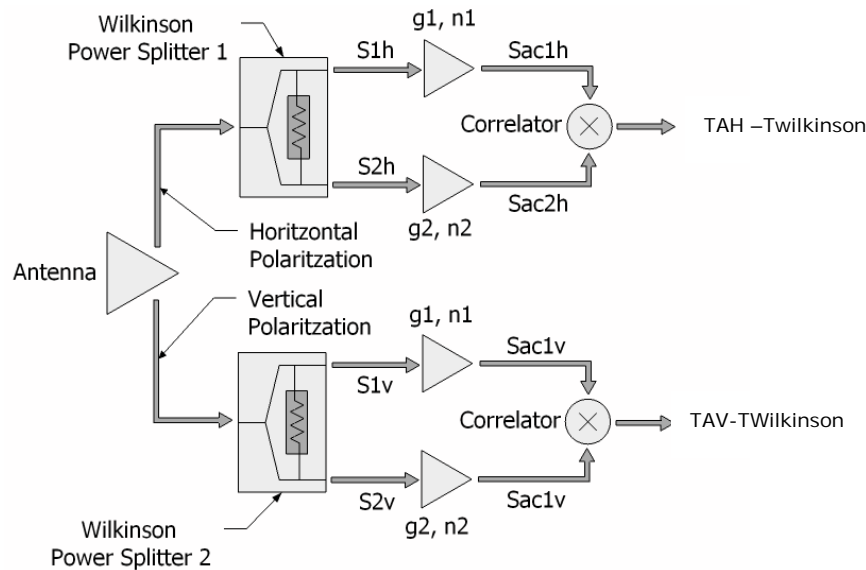 Wilkinson
Power Splitter 1
g1, n1
S1h
Sac1h
Correlator
TAH –Twilkinson
S2h
Sac2h
g2, n2
Horitzontal
Polaritzation
Antenna
Vertical
Polaritzation
g1, n1
S1v
Sac1v
Correlator
TAV-TWilkinson
S2v
Sac1v
g2, n2
Wilkinson
Power Splitter 2